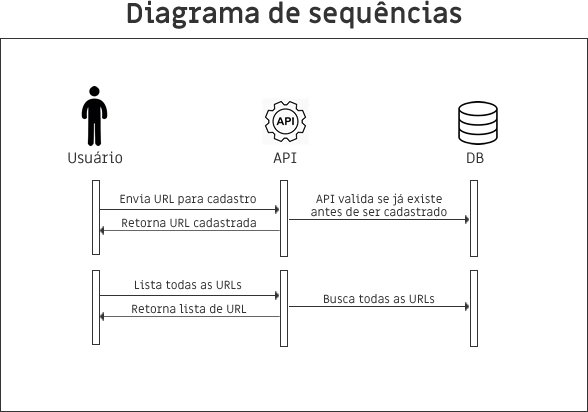 Diagrama de sequências
API
Usuário
API
DB
Envia URL para cadastro
API valida se já existe
antes de ser cadastrado
Retorna URL cadastrada
Lista todas as URLs
Busca todas as URLs
Retorna lista de URL